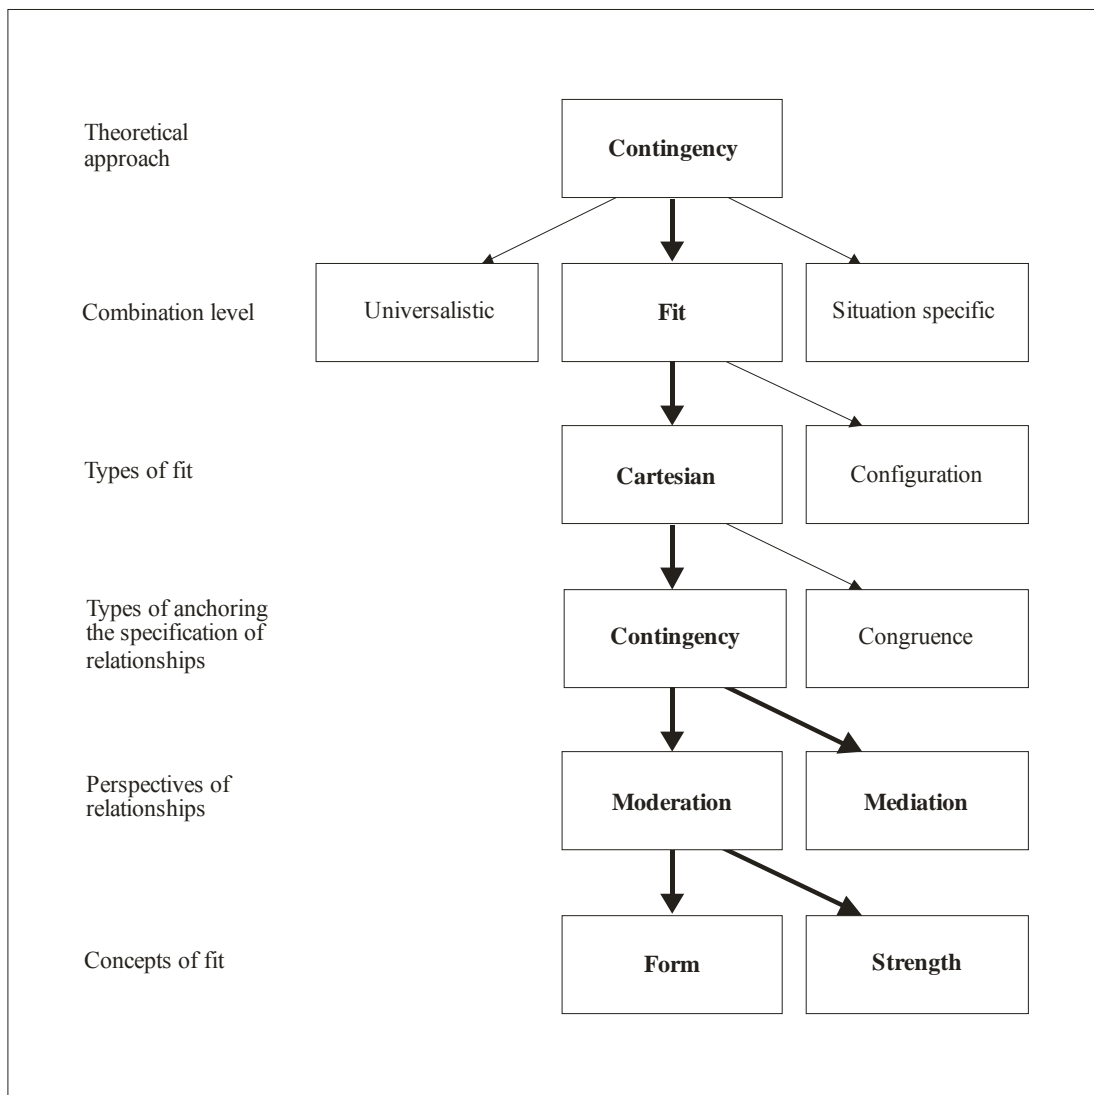 Theoretical
approach
Contingency
Combination level
Universalistic
Fit
Situation specific
Types of fit
Cartesian
Configuration
Types of anchoring
the specification of
relationships
Contingency
Congruence
Perspectives of
relationships
Moderation
Mediation
Concepts of fit
Form
Strength